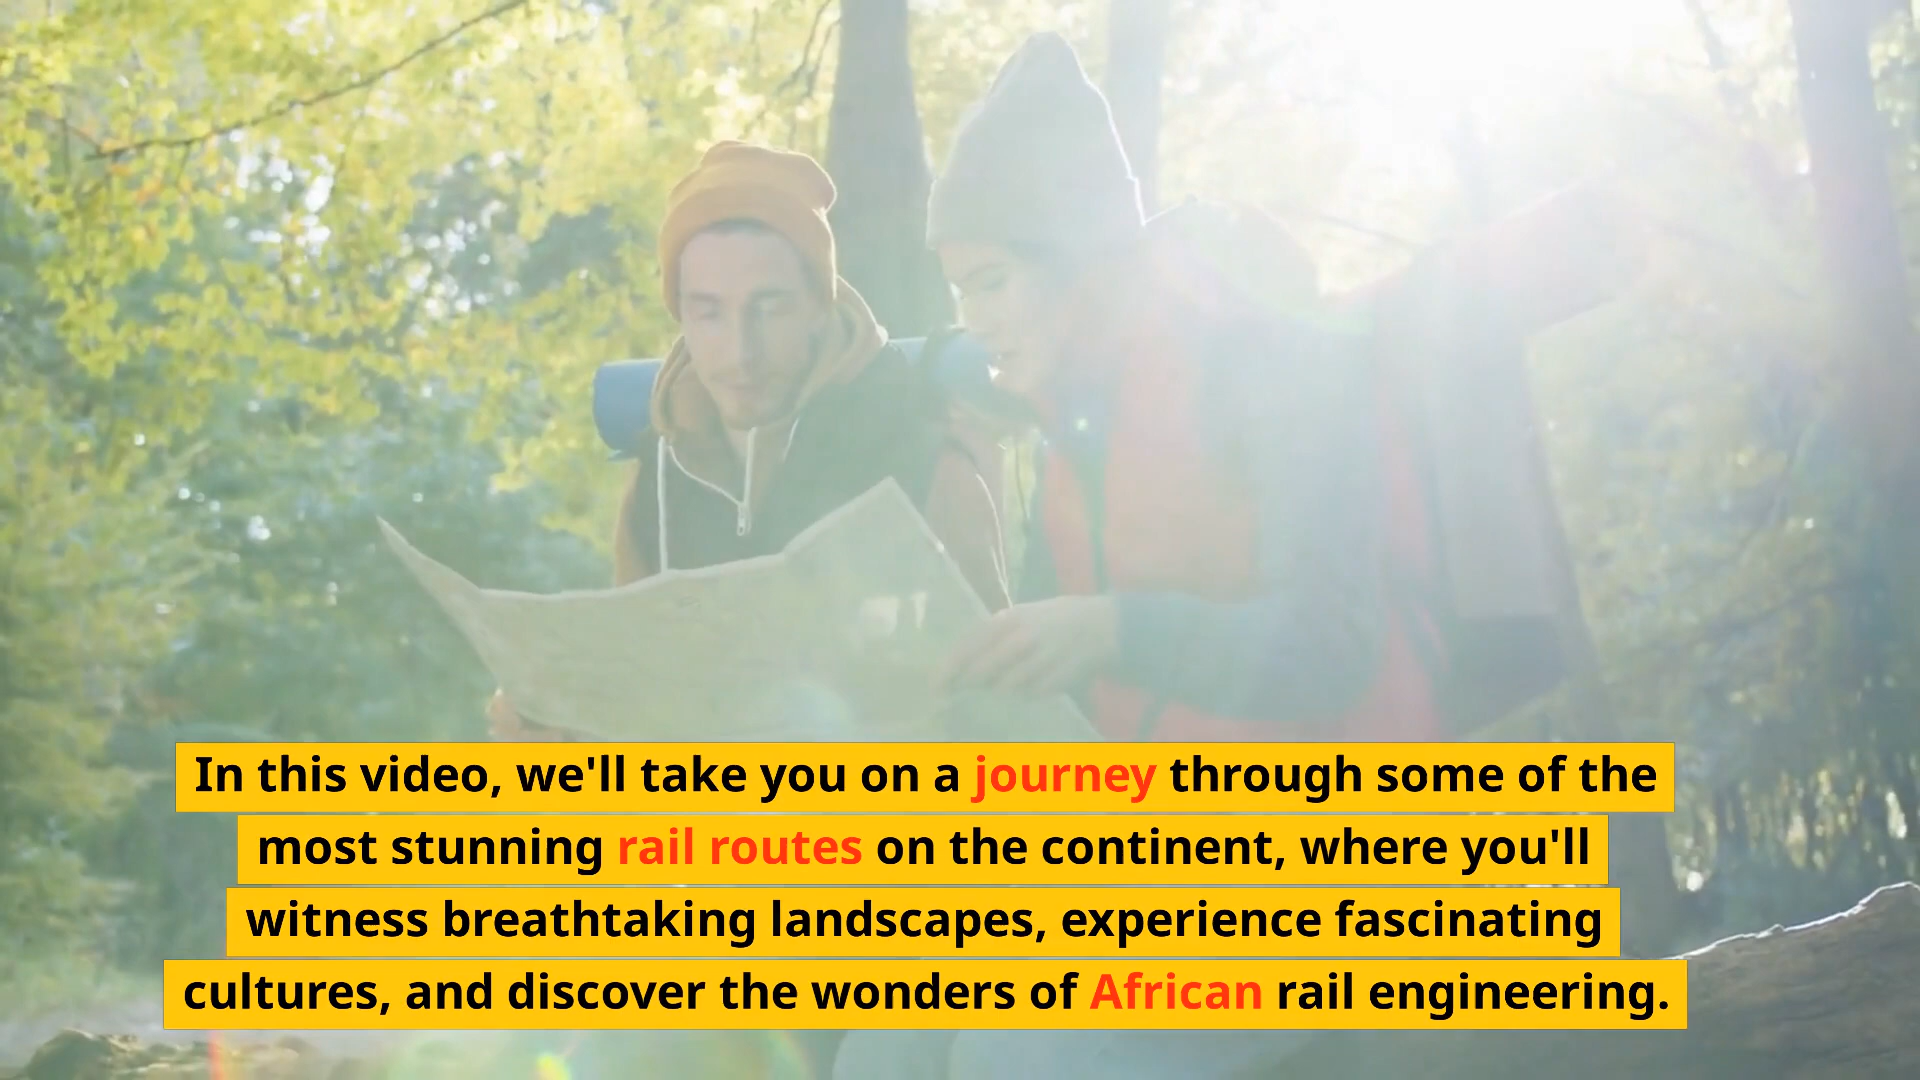 In this video, we'll take you on a journey through some of the
most stunning rail routes on the continent, where you'll
witness breathtaking landscapes, experience fascinating
cultures, and discover the wonders of African rail engineering.